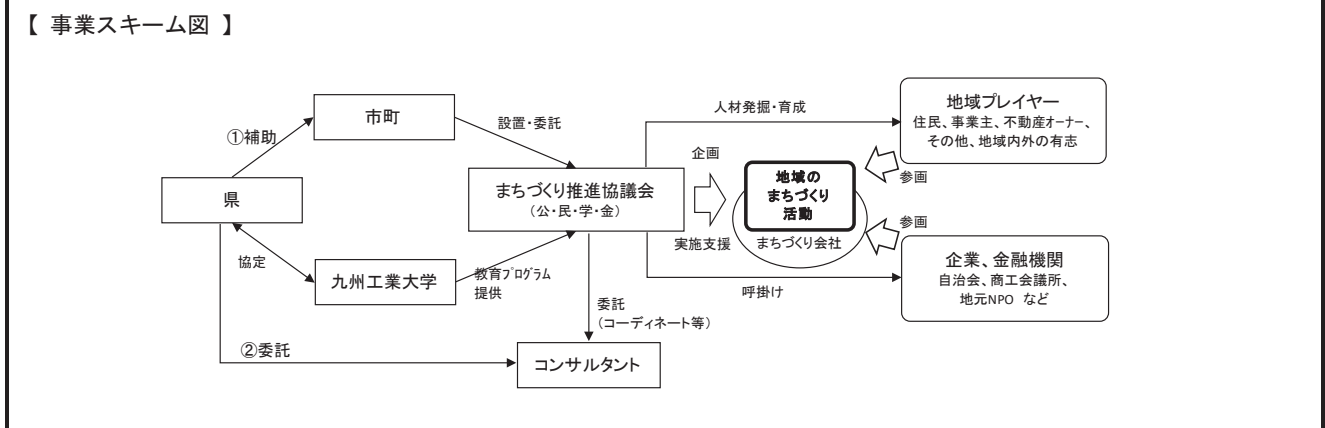 【 事業スキーム図 】
市町
①補助
設置・委託
県
協定
九州工業大学
教育プログラム
提供
②委託
まちづくり推進協議会
（公・民・学・金）
委託
（コーディネート等）
コンサルタント
人材発掘・育成
企画
実施支援
呼掛け
地域の
まちづくり
活動
まちづくり会社
参画
参画
地域プレイヤー
住民、事業主、不動産オーナー、
その他、地域内外の有志
企業、金融機関
自治会、商工会議所、
地元NPO など